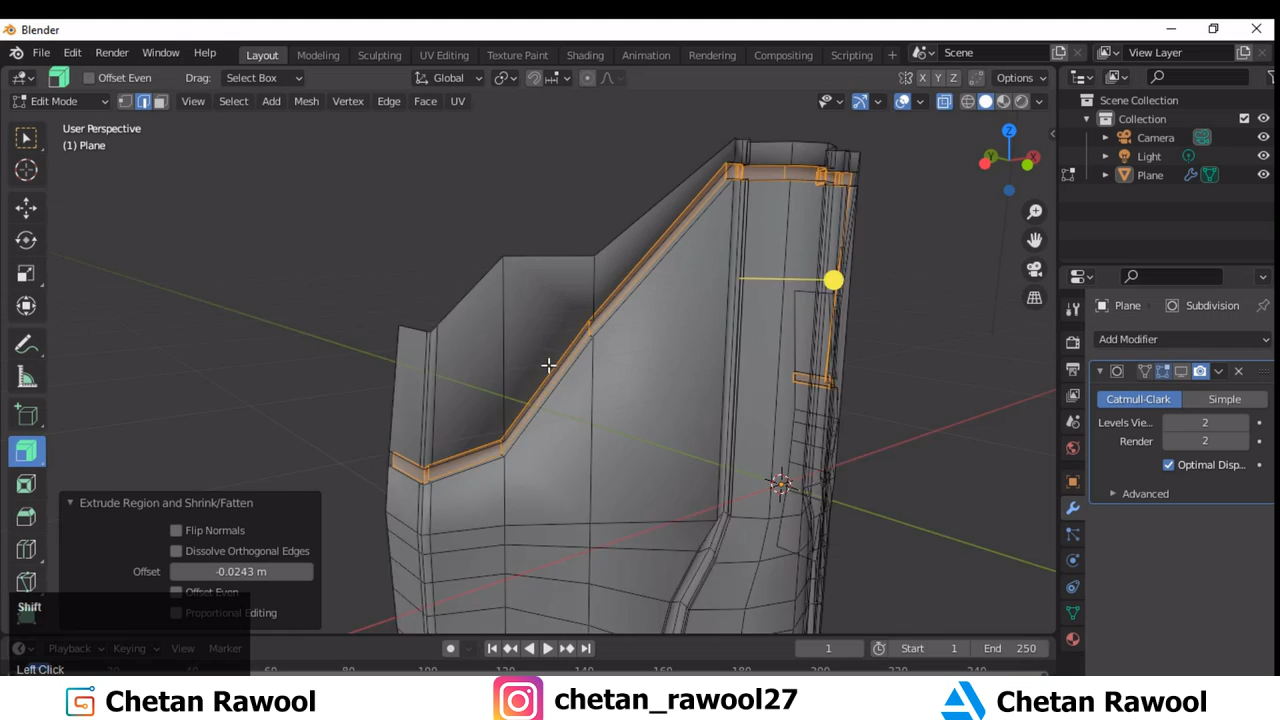 Blender
File Edit Render Window Help Layout Modeling Sculpting UV Editing Texture Paint Shading Animation Rendering Compositing Scripting + Scene View Layer
Offset Even Drag: Select Box Global X Y Z Options
Edit Mode View Select Add Mesh Vertex Edge Face UV
User Perspective
(1) Plane
Z
Y X
Scene Collection
Collection
Camera
Light
Plane
Plane Subdivision
Add Modifier
Catmull-Clark Simple
Levels Vie... 2
Render 2
Optimal Disp...
Advanced
Extrude Region and Shrink/Fatten
Flip Normals
Dissolve Orthogonal Edges
Offset -0.0243 m
Offset Even
Proportional Editing
Shift
Left Click
Playback Keying View Marker 1 Start 1 End 250
Chetan Rawool chetan_rawool27 Chetan Rawool